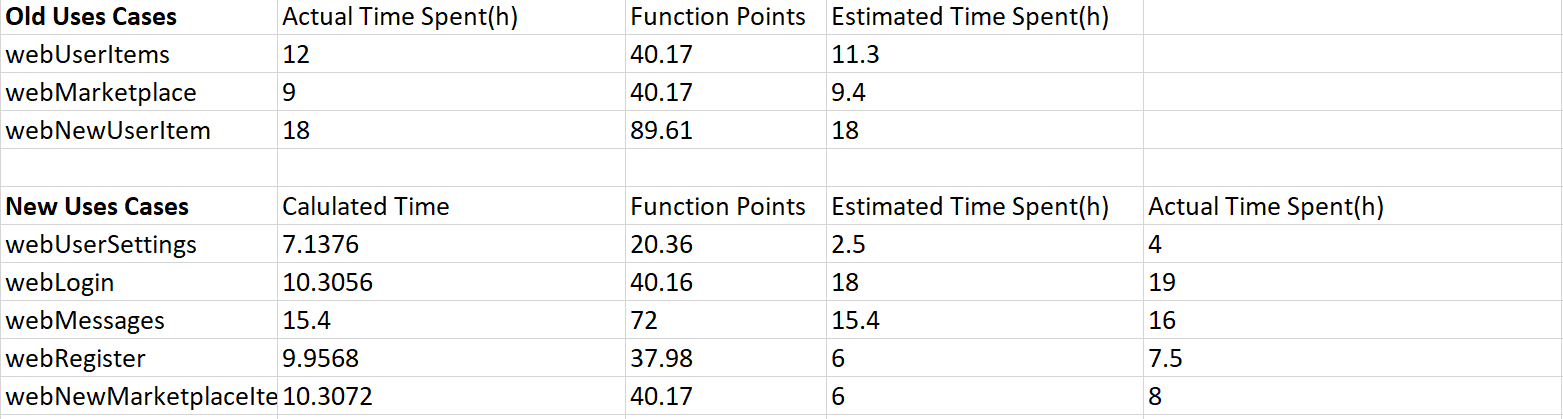 Old Uses Cases Actual Time Spent(h) Function Points Estimated Time Spent(h)
webUserItems 12 40.17 11.3
webMarketplace 9 40.17 9.4
webNewUserItem 18 89.61 18
New Uses Cases Calulated Time Function Points Estimated Time Spent(h) Actual Time Spent(h)
webUserSettings 7.1376 20.36 2.5 4
webLogin 10.3056 40.16 18 19
webMessages 15.4 72 15.4 16
webRegister 9.9568 37.98 6 7.5
webNewMarketplaceIte 10.3072 40.17 6 8